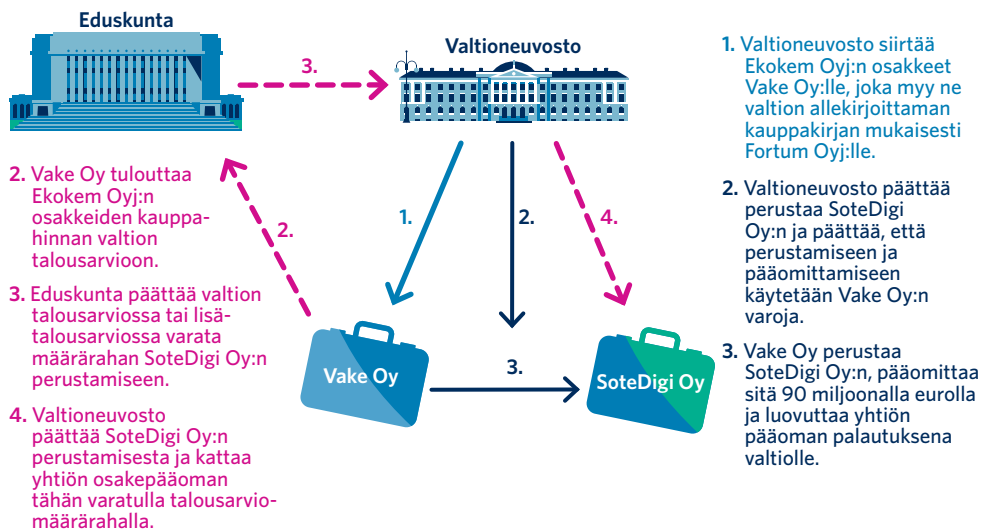 Eduskunta
3.
Valtioneuvosto
1.
2.
4.
2.
Vake Oy
3.
SoteDigi Oy
2. Vake Oy tulouttaa
Ekokem Oyj:n
osakkeiden kauppa-
hinnan valtion
talousarvioon.
3. Eduskunta päättää valtion
talousarviossa tai lisä-
talousarviossa varata
määrärahan SoteDigi Oy:n
perustamiseen.
4. Valtioneuvosto
päättää SoteDigi Oy:n
perustamisesta ja kattaa
yhtiön osakepääoman
tähän varatulla talousarvio-
määrärahalla.
1. Valtioneuvosto siirtää
Ekokem Oyj:n osakkeet
Vake Oy:lle, joka myy ne
valtion allekirjoittaman
kauppakirjan mukaisesti
Fortum Oyj:lle.
2. Valtioneuvosto päättää
perustaa SoteDigi
Oy:n ja päättää, että
perustamiseen ja
pääomittamiseen
käytetään Vake Oy:n
varoja.
3. Vake Oy perustaa
SoteDigi Oy:n, pääomittaa
sitä 90 miljoonalla eurolla
ja luovuttaa yhtiön
pääoman palautuksena
valtiolle.